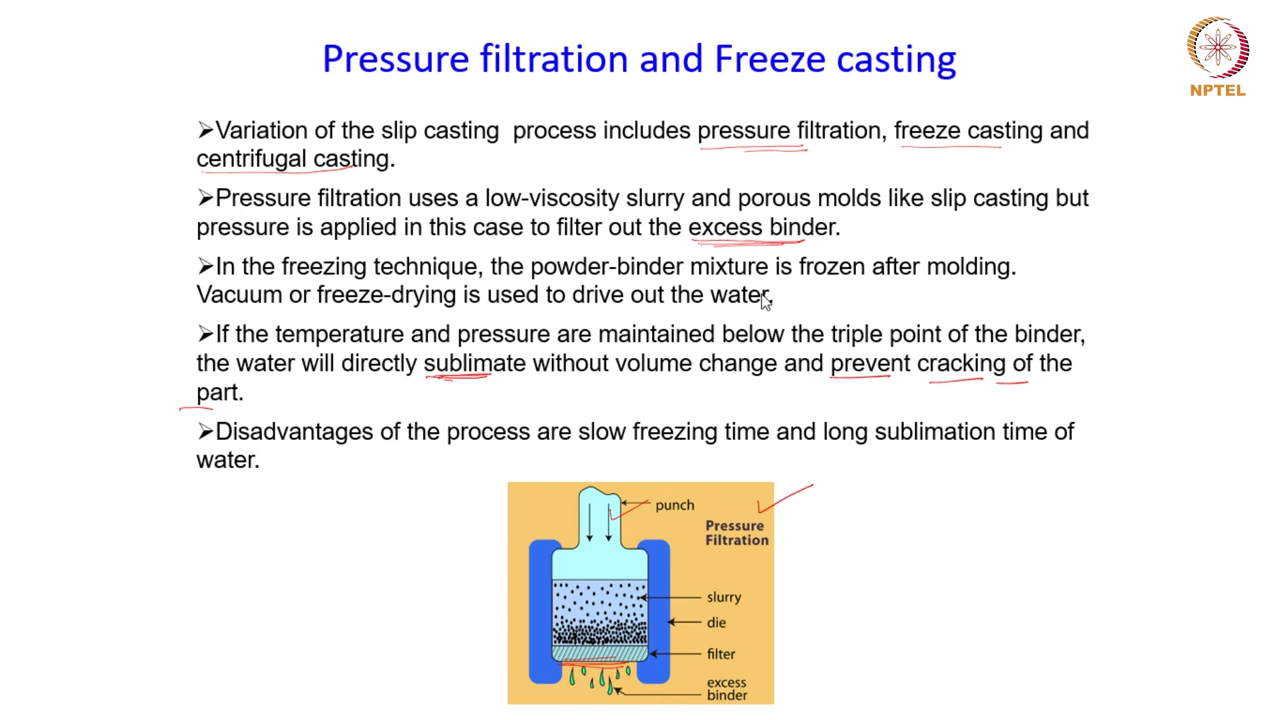 Pressure filtration and Freeze casting
NPTEL
➢Variation of the slip casting process includes pressure filtration, freeze casting and
centrifugal casting.
➢Pressure filtration uses a low-viscosity slurry and porous molds like slip casting but
pressure is applied in this case to filter out the excess binder.
➢In the freezing technique, the powder-binder mixture is frozen after molding.
Vacuum or freeze-drying is used to drive out the water.
➢If the temperature and pressure are maintained below the triple point of the binder,
the water will directly sublimate without volume change and prevent cracking of the
part.
➢Disadvantages of the process are slow freezing time and long sublimation time of
water.
punch
Pressure
Filtration
slurry
die
filter
excess
binder